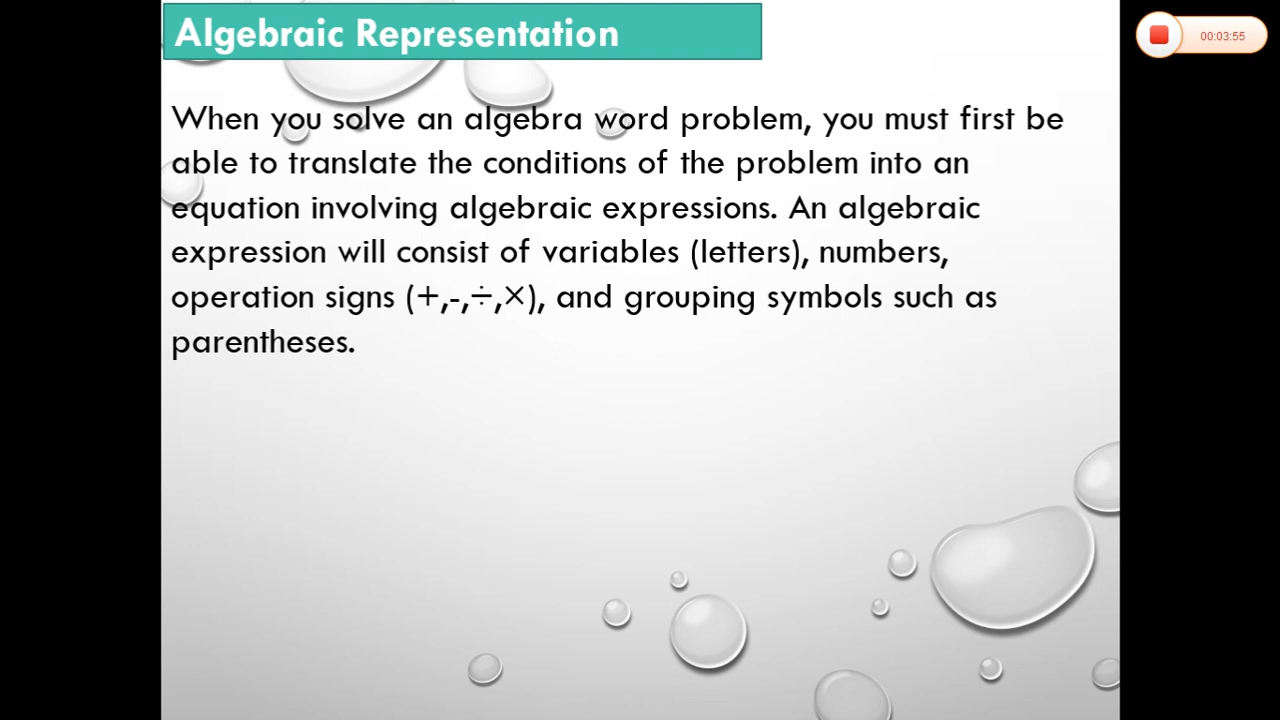 Algebraic Representation
00:03:55
When you solve an algebra word problem, you must first be
able to translate the conditions of the problem into an
equation involving algebraic expressions. An algebraic
expression will consist of variables (letters), numbers,
operation signs (+,-,÷,×), and grouping symbols such as
parentheses.